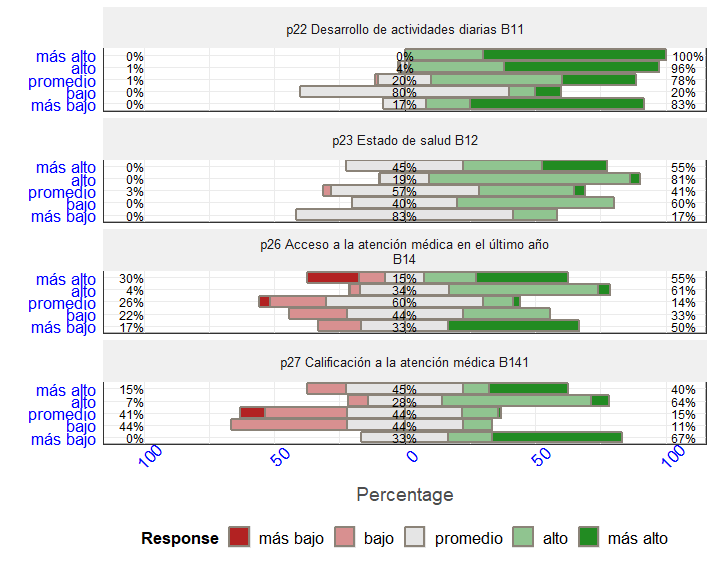 p22 Desarrollo de actividades diarias B11
más alto 0% 0% 100%
alto 1% 4% 96%
promedio 1% 20% 78%
bajo 0% 80% 20%
más bajo 0% 17% 83%
p23 Estado de salud B12
más alto 0% 45% 55%
alto 0% 19% 81%
promedio 3% 57% 41%
bajo 0% 40% 60%
más bajo 0% 83% 17%
p26 Acceso a la atención médica en el último año
B14
más alto 30% 15% 55%
alto 4% 34% 61%
promedio 26% 60% 14%
bajo 22% 44% 33%
más bajo 17% 33% 50%
p27 Calificación a la atención médica B141
más alto 15% 45% 40%
alto 7% 28% 64%
promedio 41% 44% 15%
bajo 44% 44% 11%
más bajo 0% 33% 67%
100 50 0 50 100
Percentage
Response más bajo bajo promedio alto más alto